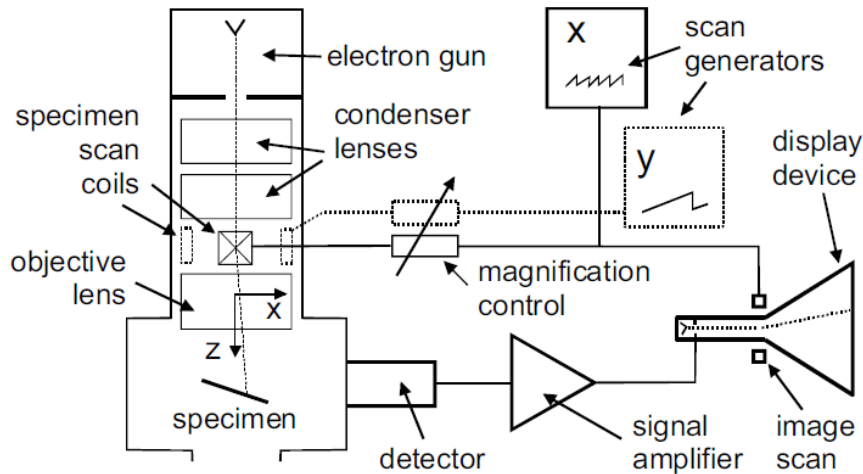 electron gun
specimen
scan
coils
condenser
lenses
objective
lens
x
z
specimen
detector
x
scan
generators
y
display
device
magnification
control
signal
amplifier
image
scan